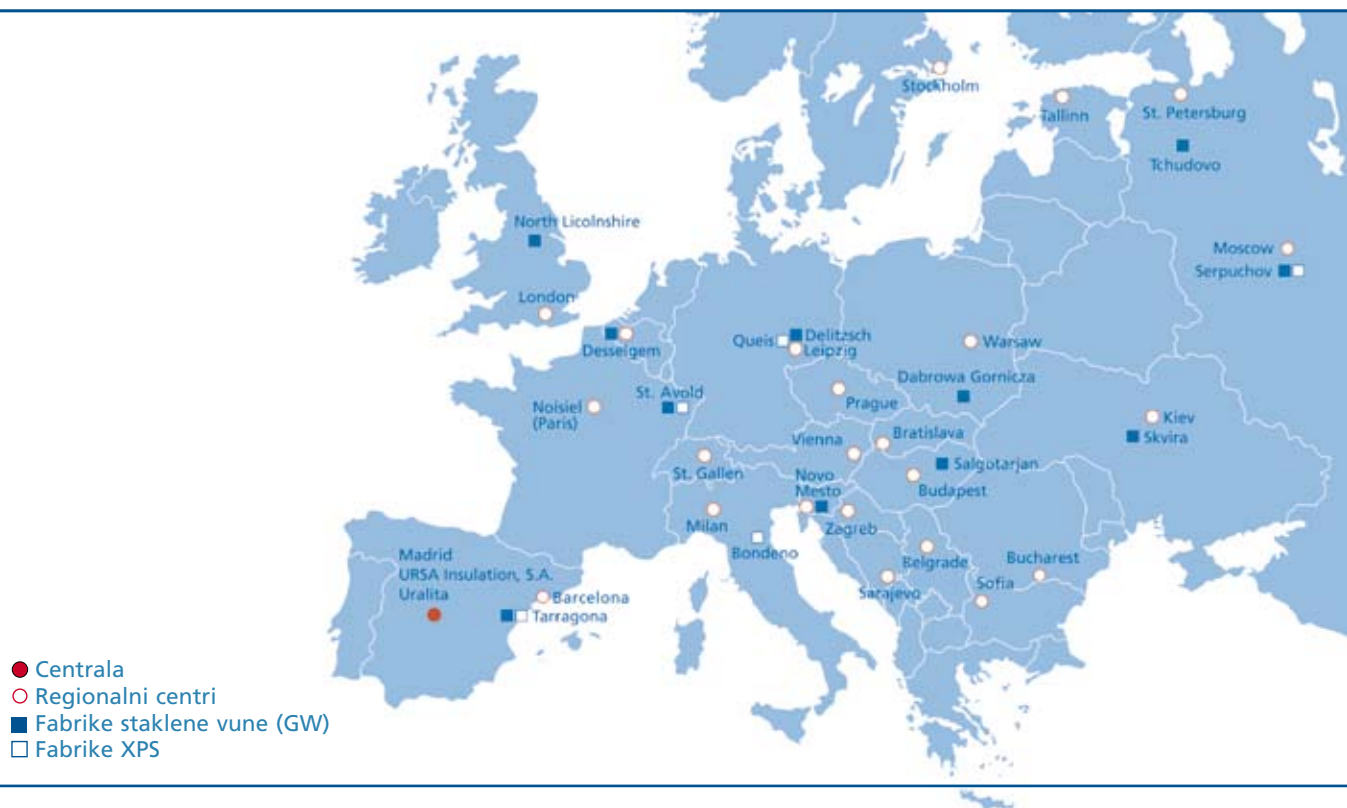 Stockholm
Tallinn
St. Petersburg
Tchudovo
North Licolnshire
Moscow
Serpuchov
London
Desselgem
Queis
Delitzsch
Leipzig
Warsaw
Dabrowa Gornicza
St. Avold
Prague
Noisiel
(Paris)
Kiev
Skvira
Vienna
Bratislava
St. Gallen
Salgotarjan
Novo
Mesto
Budapest
Milan
Zagreb
Bondeno
Belgrade
Bucharest
Sarajevo
Sofia
Madrid
URSA Insulation, S.A.
Uralita
Barcelona
Tarragona
Centrala
Regionalni centri
Fabrike staklene vune (GW)
Fabrike XPS